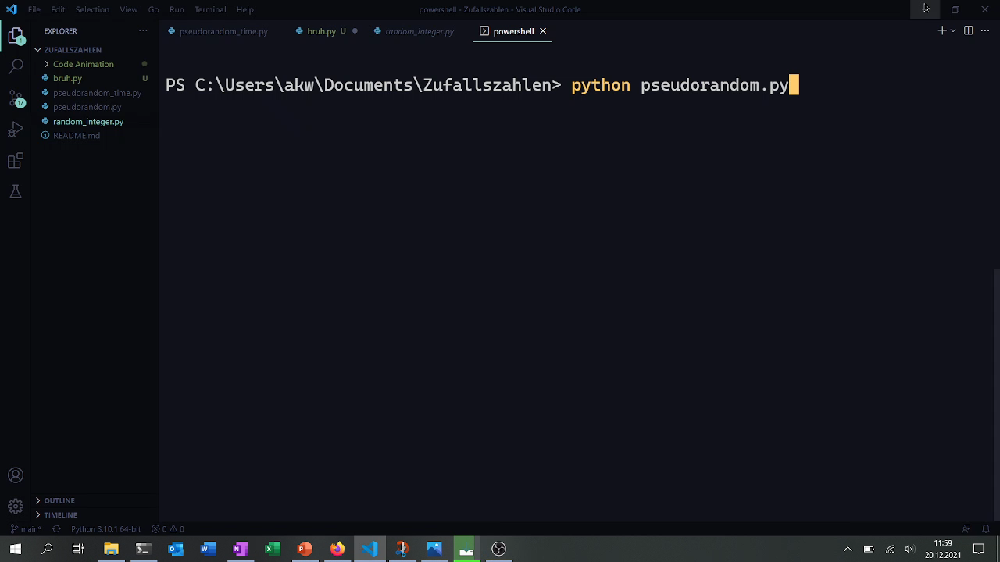 File Edit Selection View Go Run Terminal Help
powershell - Zufallszahlen - Visual Studio Code
EXPLORER
pseudorandom_time.py
bruh.py U
random_integer.py
powershell
ZUFALLSZAHLEN
Code Animation
bruh.py U
pseudorandom_time.py
pseudorandom.py
random_integer.py
README.md
1
17
PS C:\Users\akw\Documents\Zufallszahlen> python pseudorandom.py
OUTLINE
TIMELINE
main* Python 3.10.1 64-bit 0 0
11:59
20.12.2021